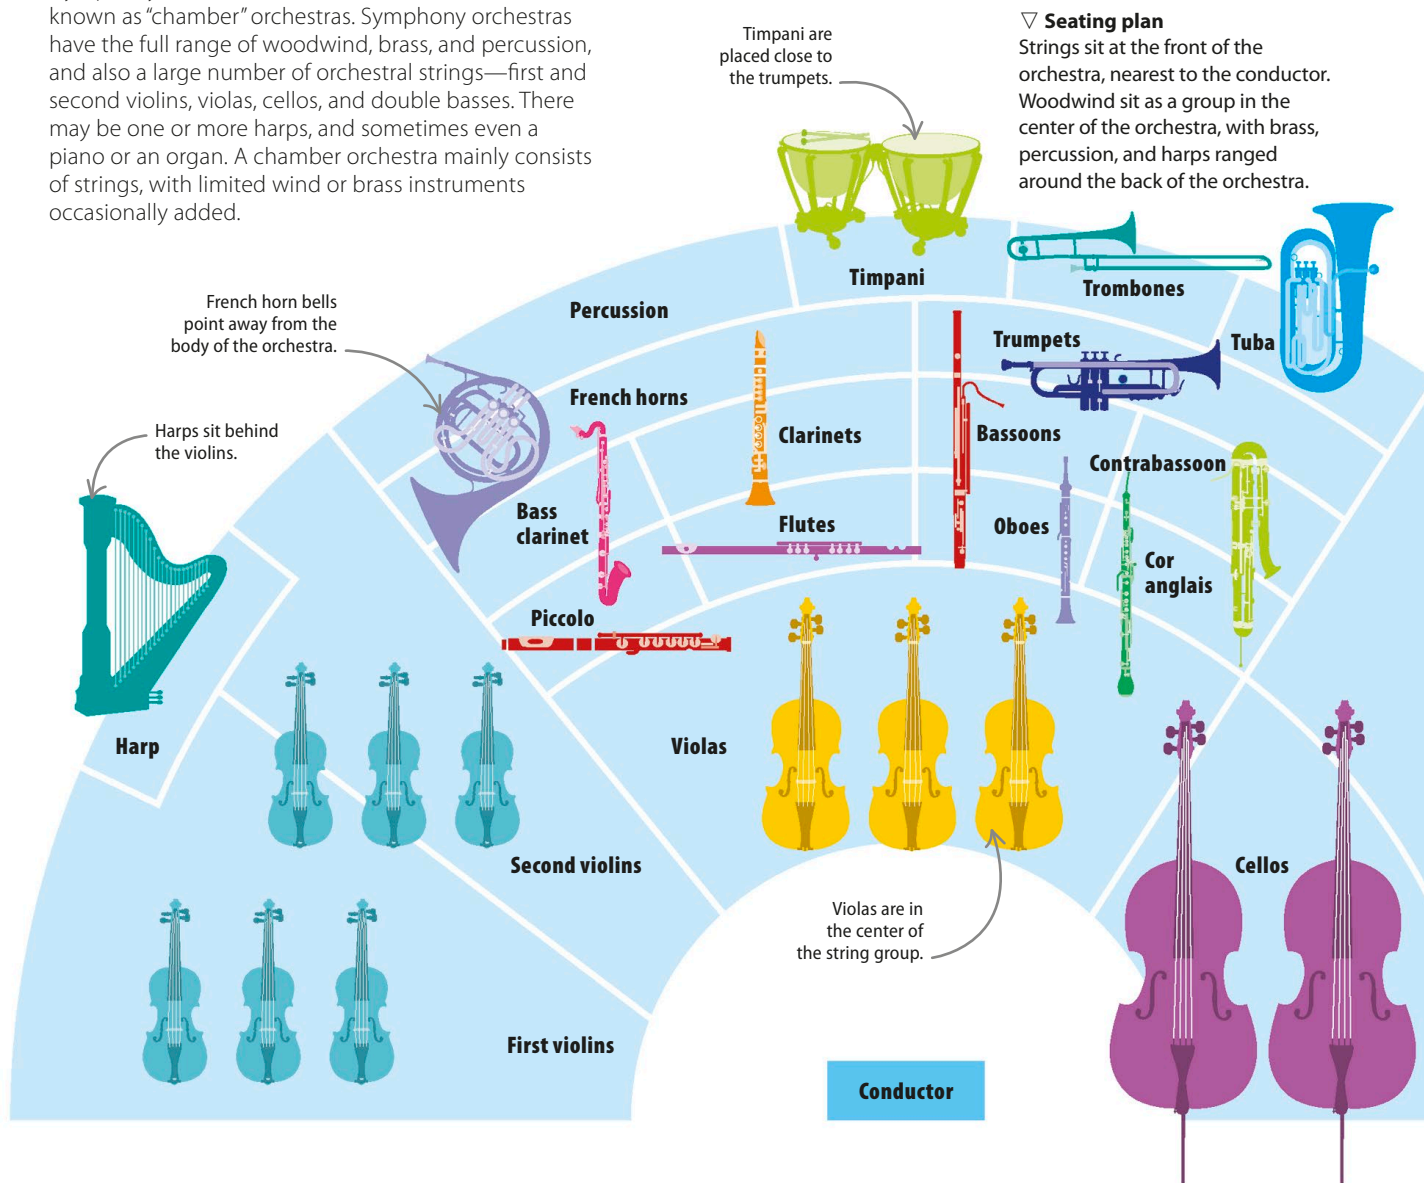 known as “chamber” orchestras. Symphony orchestras
have the full range of woodwind, brass, and percussion,
and also a large number of orchestral strings—first and
second violins, violas, cellos, and double basses. There
may be one or more harps, and sometimes even a
piano or an organ. A chamber orchestra mainly consists
of strings, with limited wind or brass instruments
occasionally added.
Timpani are
placed close to
the trumpets.
▽ Seating plan
Strings sit at the front of the
orchestra, nearest to the conductor.
Woodwind sit as a group in the
center of the orchestra, with brass,
percussion, and harps ranged
around the back of the orchestra.
French horn bells
point away from the
body of the orchestra.
Harps sit behind
the violins.
Percussion
Timpani
Trombones
Tuba
French horns
Trumpets
Clarinets
Bassoons
Contrabassoon
Bass
clarinet
Flutes
Oboes
Cor
anglais
Piccolo
Harp
Violas
Second violins
Cellos
Violas are in
the center of
the string group.
First violins
Conductor